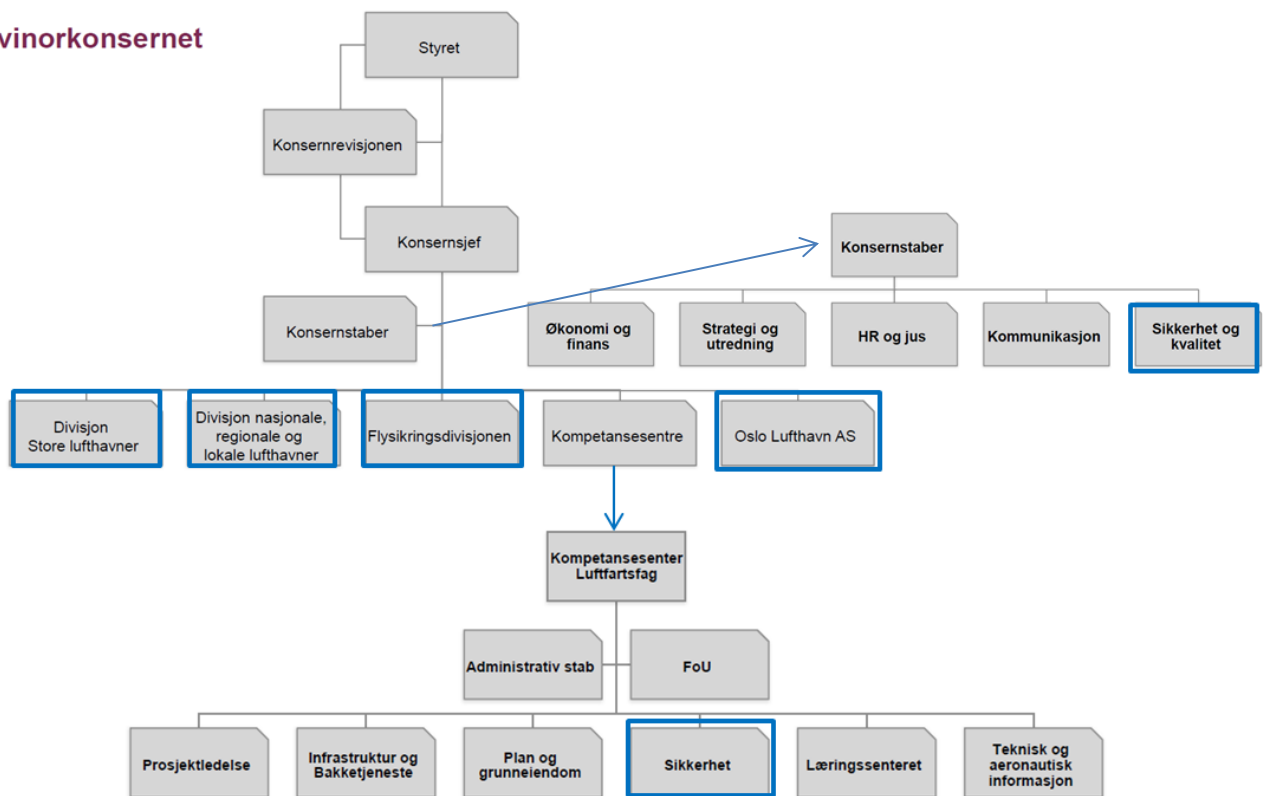 vinorkonsernet
Styret
Konsernrevisjonen
Konsernsjef
Konsernstaber
Konsernstaber
Økonomi og
finans
Strategi og
utredning
HR og jus
Kommunikasjon
Sikkerhet og
kvalitet
Divisjon
Store lufthavner
Divisjon nasjonale,
regionale og
lokale lufthavner
Flysikringsdivisjonen
Kompetansesentre
Oslo Lufthavn AS
Kompetansesenter
Luftfartsfag
Administrativ stab
FoU
Prosjektledelse
Infrastruktur og
Bakketjeneste
Plan og
grunneiendom
Sikkerhet
Læringssenteret
Teknisk og
aeronautisk
informasjon